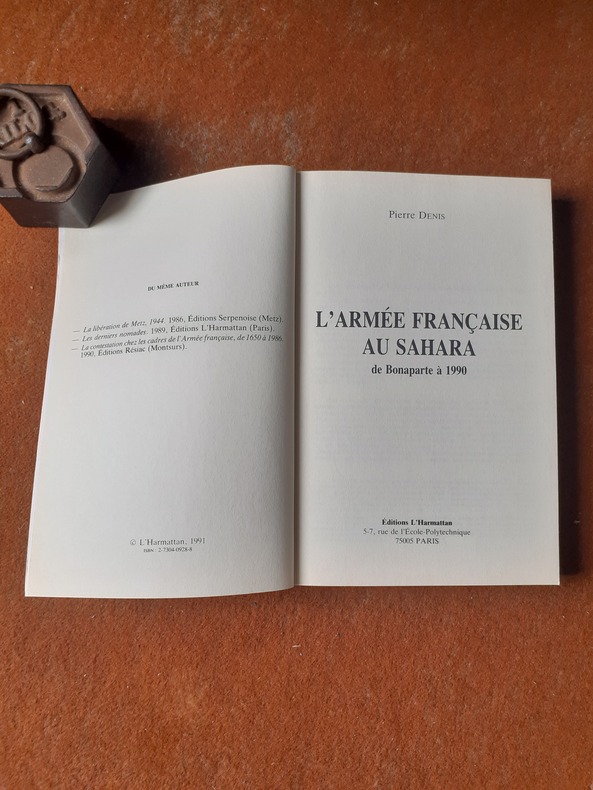 DU MÊME AUTEUR
— La libération de Metz, 1944. 1986, Éditions Serpenoise (Metz).
— Les derniers nomades. 1989, Éditions L'Harmattan (Paris).
— La contestation chez les cadres de l'Armée française, de 1650 à 1986.
1990, Éditions Résiac (Montsurs).
© L'Harmattan, 1991
ISBN : 2-7384-0928-8
Pierre DENIS
L'ARMÉE FRANÇAISE
AU SAHARA
de Bonaparte à 1990
Éditions L'Harmattan
5-7, rue de l'École-Polytechnique
75005 PARIS